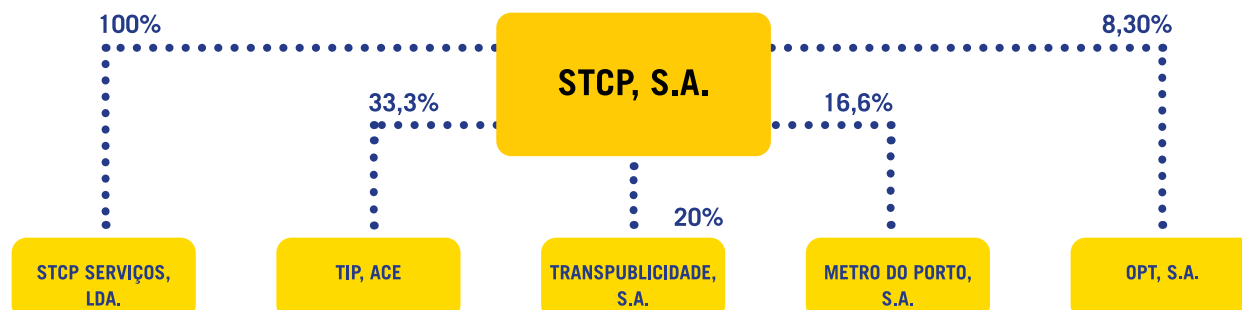 100%
8,30%
STCP, S.A.
33,3%
16,6%
20%
STCP SERVIÇOS,
LDA.
TIP, ACE
TRANSPUBLICIDADE,
S.A.
METRO DO PORTO,
S.A.
OPT, S.A.